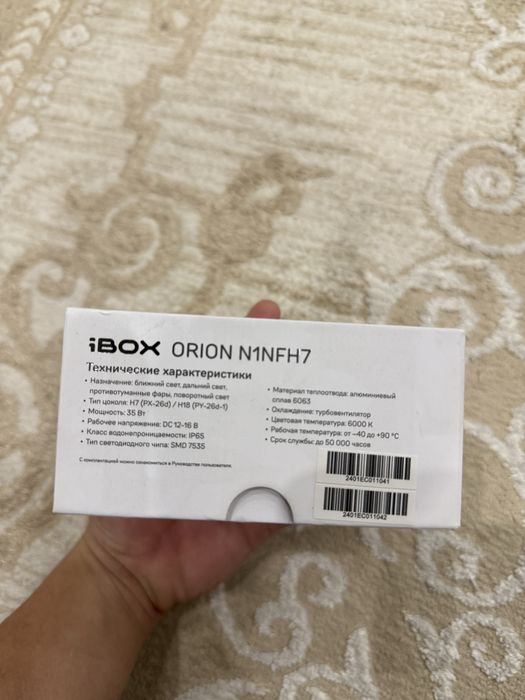 iBOX ORION N1NFH7
Технические характеристики
• Назначение: ближний свет, дальний свет,
противотуманные фары, поворотный свет
• Тип цоколя: H7 (PX-26d) / H18 (PY-26d-1)
• Мощность: 35 Вт
• Рабочее напряжение: DC 12-16 В
• Класс водонепроницаемости: IP65
• Тип светодиодного чипа: SMD 7535
С комплектацией можно ознакомиться в Руководстве пользователя.
• Материал теплоотвода: алюминиевый
сплав 6063
• Охлаждение: турбовентилятор
• Цветовая температура: 6000 К
• Рабочая температура: от −40 до +90 °C
• Срок службы: до 50 000 часов
2401EC011041
2401EC011042